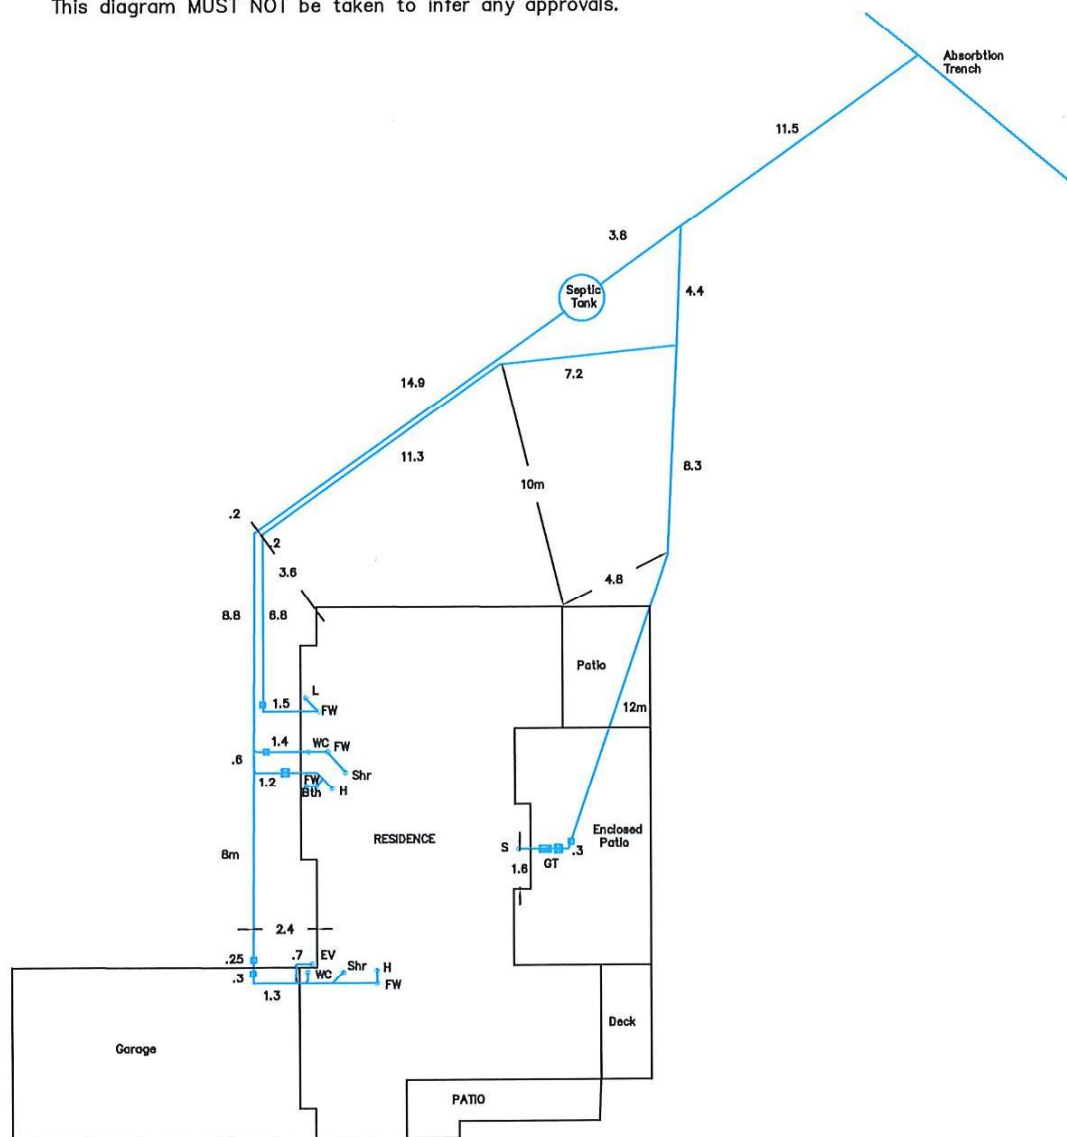 This diagram MUST NOT be taken to infer any approvals.
Absorbtion
Trench
11.5
3.6
Septic
Tank
4.4
14.9
7.2
11.3
8.3
10m
.2
.2
3.6
4.8
8.8
6.8
Patio
L
1.5
FW
12m
1.4
WC
FW
.6
Shr
1.2
FW
Bth
H
RESIDENCE
Enclosed
Patio
S
.3
GT
8m
1.6
2.4
.25
.7
EV
Shr
H
.3
WC
FW
1.3
Deck
Garage
PATIO